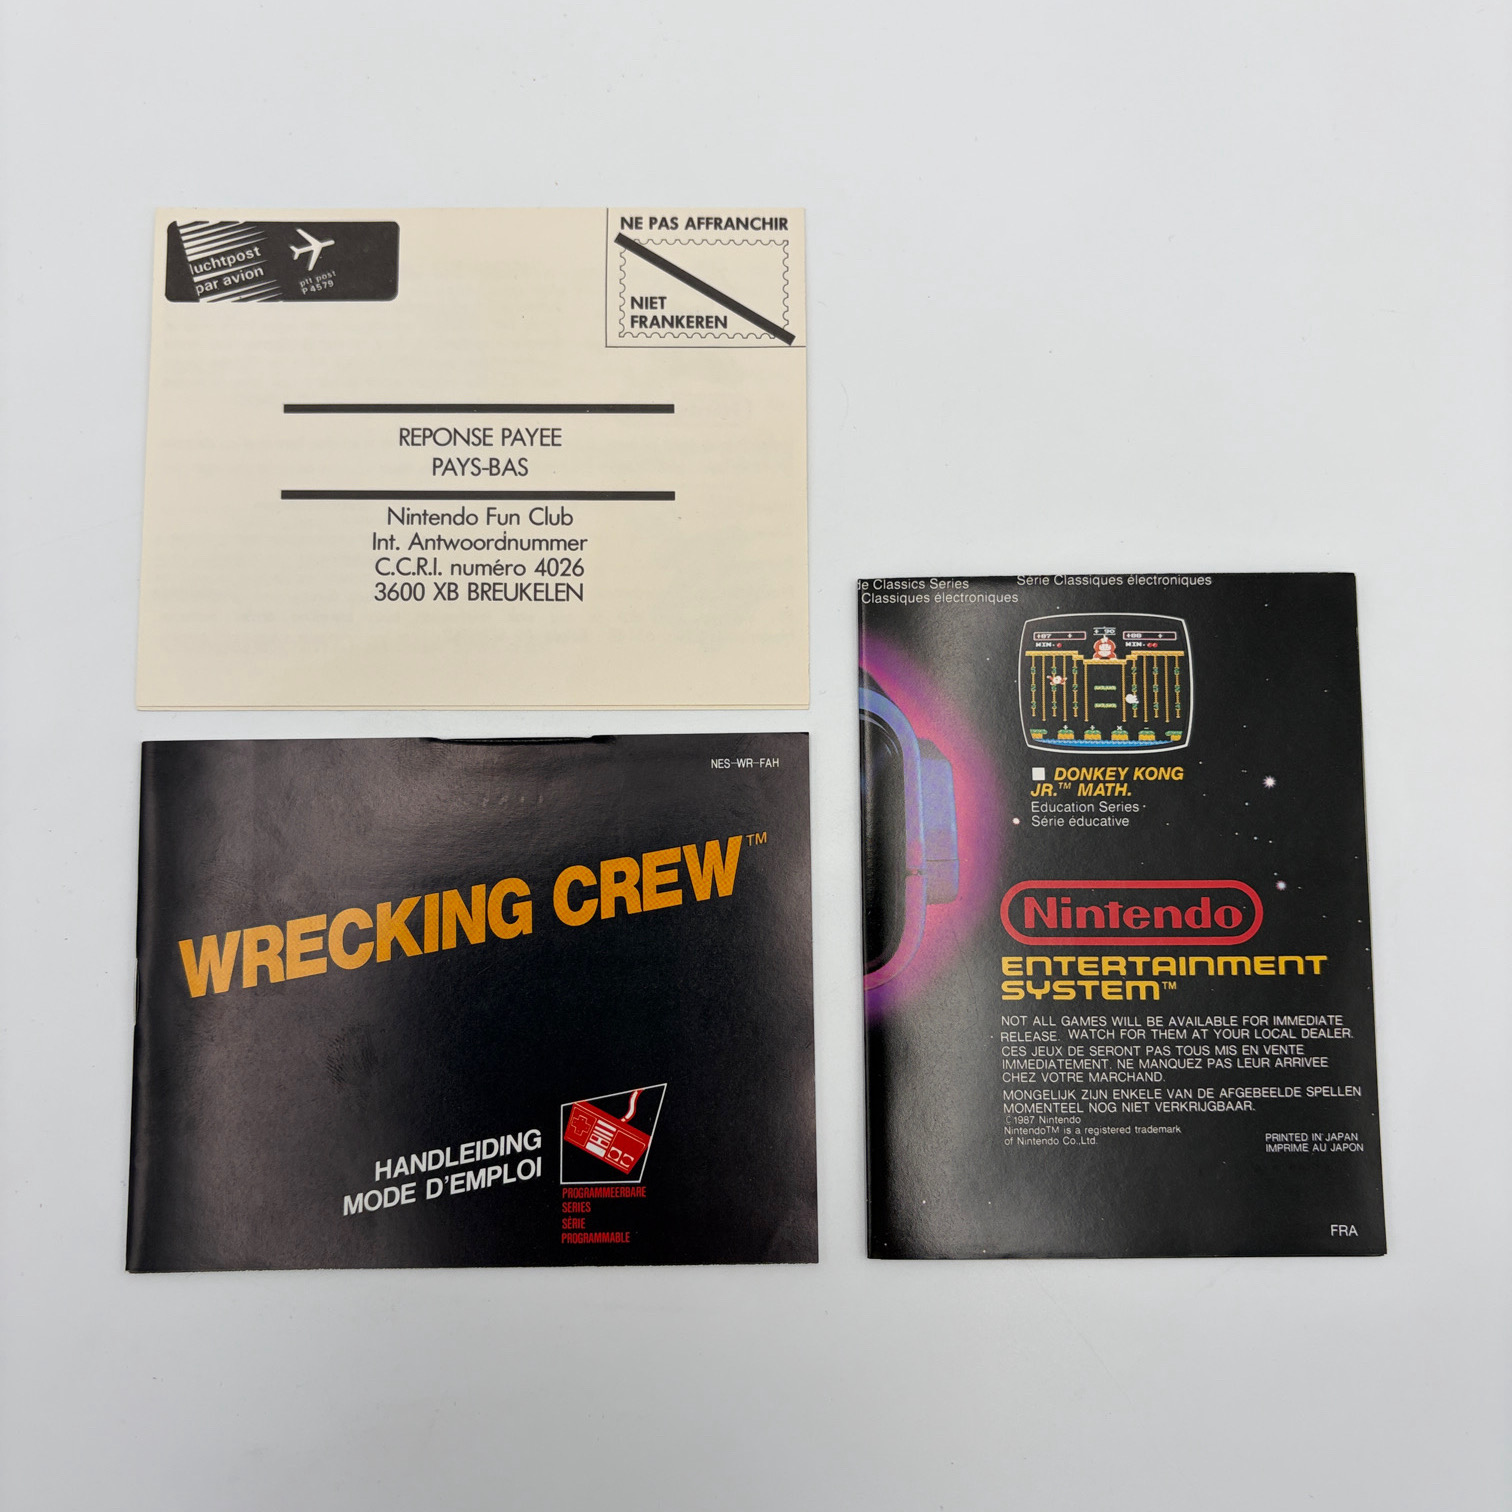 luchtpost
par avion
ptt post
P 4579
NE PAS AFFRANCHIR
NIET
FRANKEREN
REPONSE PAYEE
PAYS-BAS
Nintendo Fun Club
Int. Antwoordnummer
C.C.R.I. numéro 4026
3600 XB BREUKELEN
NES-WR-FAH
WRECKING CREW™
HANDLEIDING
MODE D'EMPLOI
PROGRAMMEERBARE
SERIES
SÉRIE
PROGRAMMABLE
Classics Series
Classiques électroniques
Série Classiques électroniques
DONKEY KONG
JR.™ MATH.
Education Series
Série éducative
Nintendo
ENTERTAINMENT
SYSTEM™
NOT ALL GAMES WILL BE AVAILABLE FOR IMMEDIATE
RELEASE. WATCH FOR THEM AT YOUR LOCAL DEALER.
CES JEUX DE SERONT PAS TOUS MIS EN VENTE
IMMEDIATEMENT. NE MANQUEZ PAS LEUR ARRIVEE
CHEZ VOTRE MARCHAND.
MONGELIJK ZIJN ENKELE VAN DE AFGEBEELDE SPELLEN
MOMENTEEL NOG NIET VERKRIJGBAAR.
©1987 Nintendo
Nintendo™ is a registered trademark
of Nintendo Co.,Ltd.
PRINTED IN JAPAN
IMPRIME AU JAPON
FRA